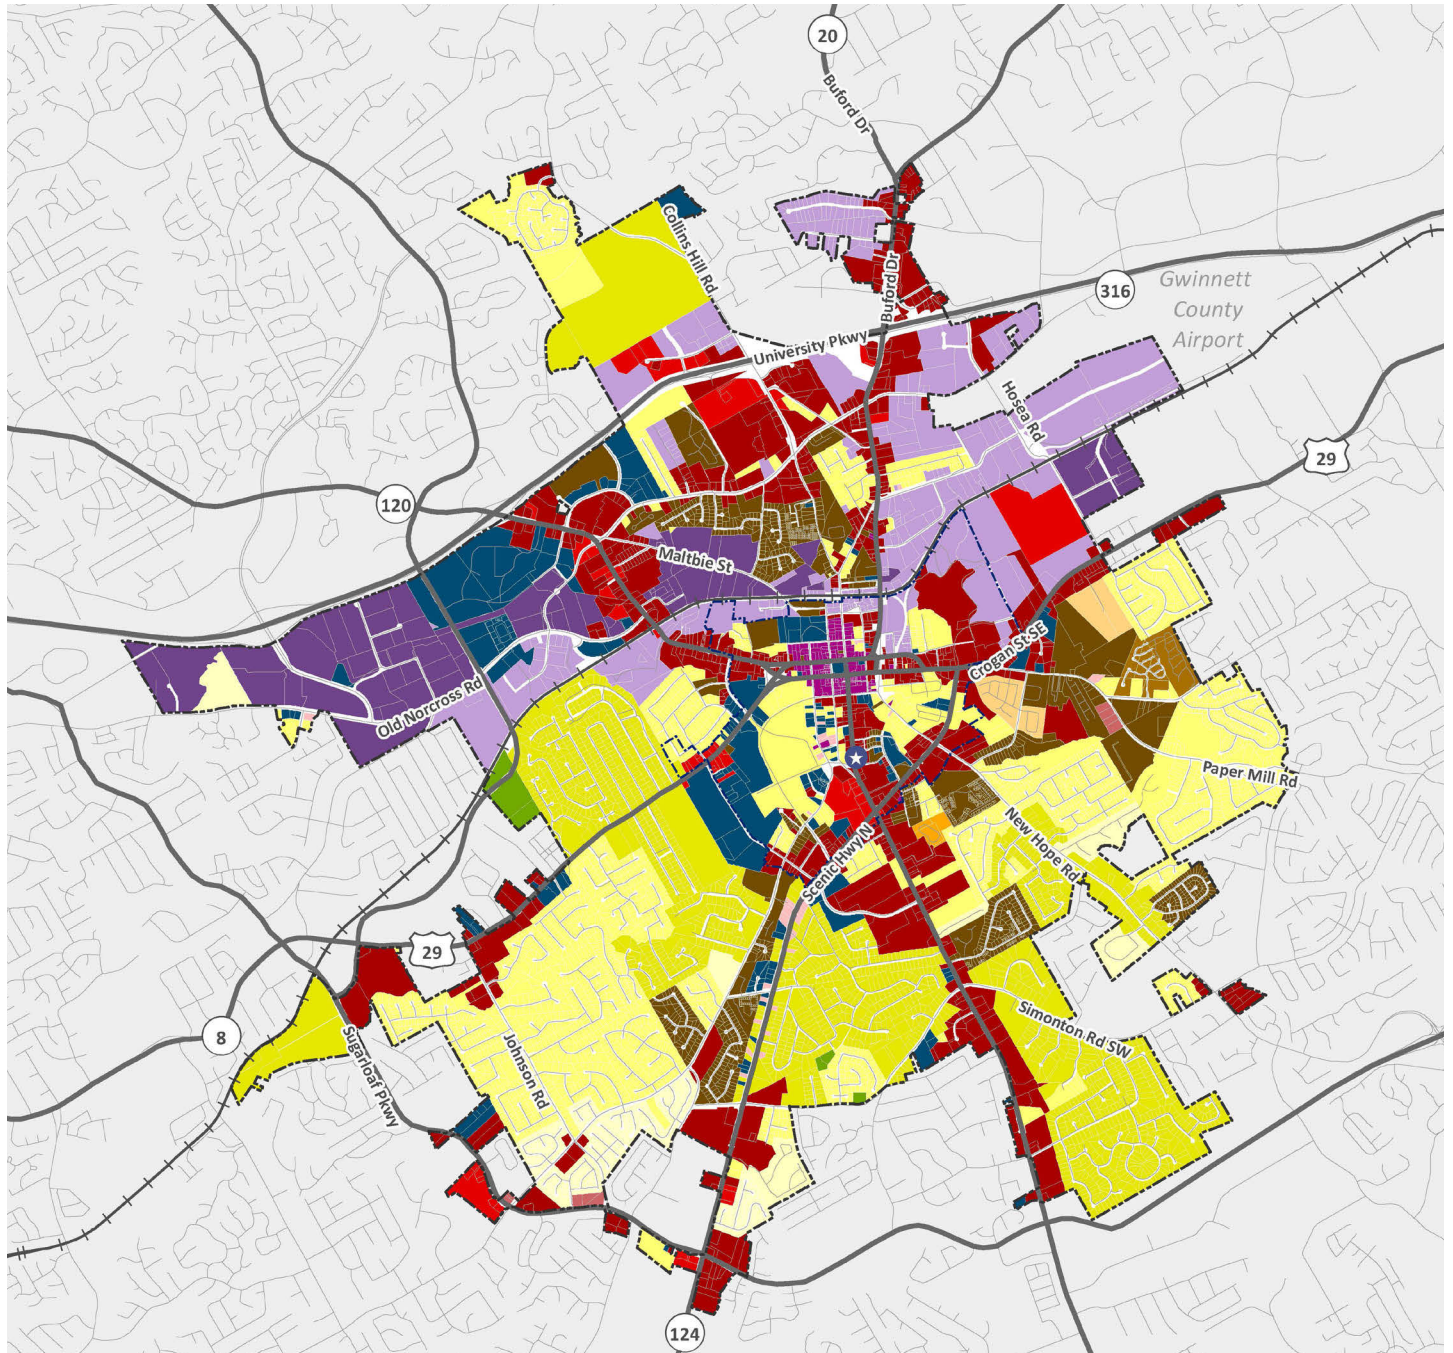 20
Buford Dr
Collins Hill Rd
Buford Dr
316
Gwinnett
County
Airport
University Pkwy
Hosea Rd
29
120
Maltbie St
Crogan St SE
Old Norcross Rd
Paper Mill Rd
New Hope Rd
Scenic Hwy N
29
8
Simonton Rd SW
Johnson Rd
Sugarloaf Pkwy
124